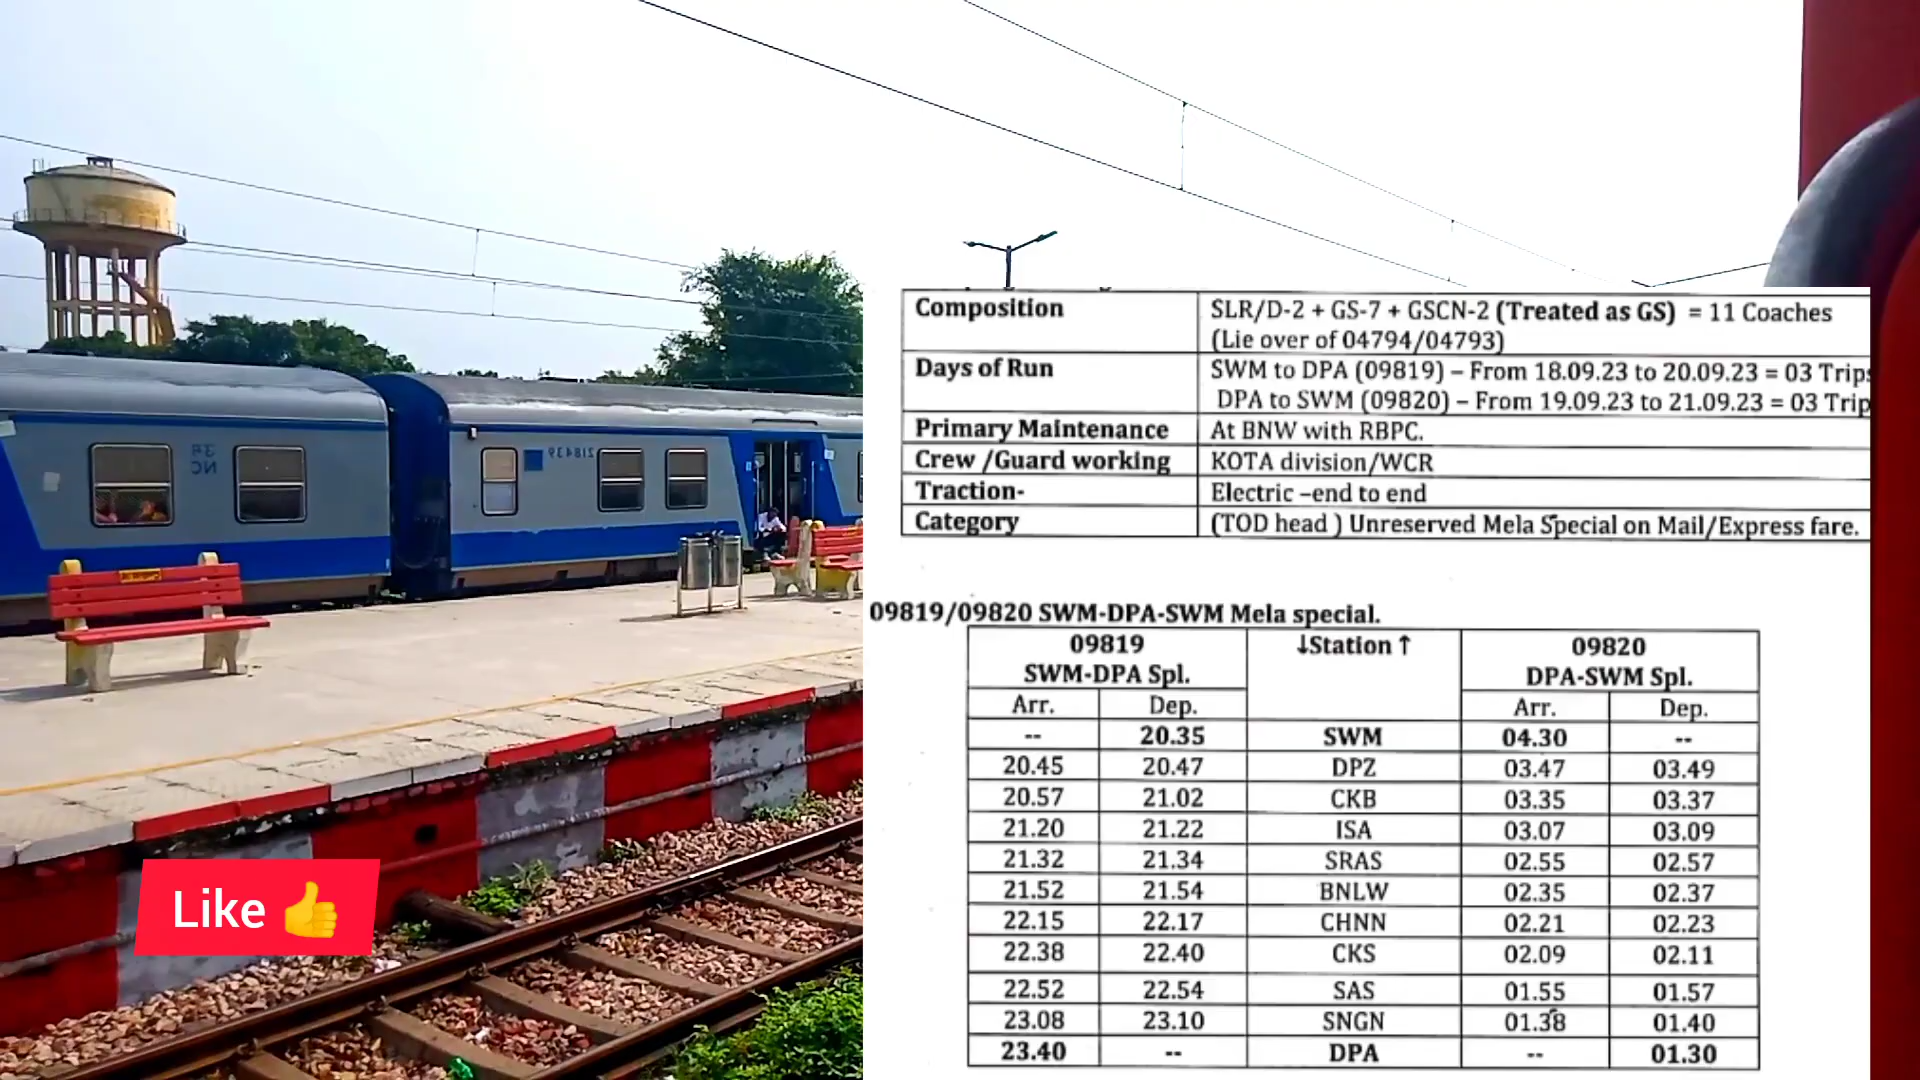 Composition SLR/D-2 + GS-7 + GSCN-2 (Treated as GS) = 11 Coaches
(Lie over of 04794/04793)
Days of Run SWM to DPA (09819) – From 18.09.23 to 20.09.23 = 03 Trips
DPA to SWM (09820) – From 19.09.23 to 21.09.23 = 03 Trip
Primary Maintenance At BNW with RBPC.
Crew /Guard working KOTA division/WCR
Traction- Electric –end to end
Category (TOD head ) Unreserved Mela Special on Mail/Express fare.
09819/09820 SWM-DPA-SWM Mela special.
09819 ↓Station ↑ 09820
SWM-DPA Spl. DPA-SWM Spl.
Arr. Dep. Arr. Dep.
-- 20.35 SWM 04.30 --
20.45 20.47 DPZ 03.47 03.49
20.57 21.02 CKB 03.35 03.37
21.20 21.22 ISA 03.07 03.09
21.32 21.34 SRAS 02.55 02.57
21.52 21.54 BNLW 02.35 02.37
22.15 22.17 CHNN 02.21 02.23
22.38 22.40 CKS 02.09 02.11
22.52 22.54 SAS 01.55 01.57
23.08 23.10 SNGN 01.38 01.40
23.40 -- DPA -- 01.30
39
NC
218439
Like 👍